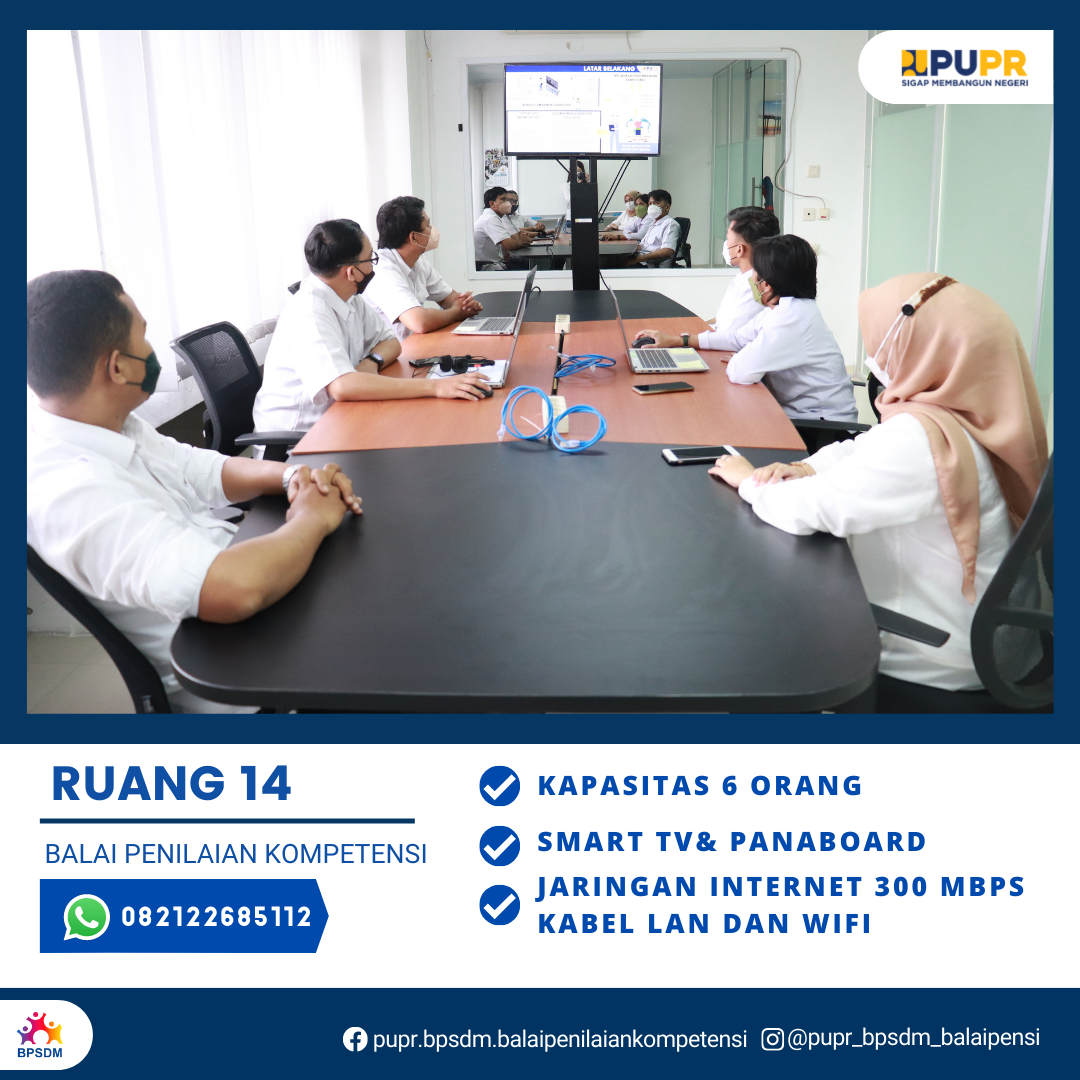 PUPR
SIGAP MEMBANGUN NEGERI
LATAR BELAKANG
RUANG 14
BALAI PENILAIAN KOMPETENSI
082122685112
KAPASITAS 6 ORANG
SMART TV& PANABOARD
JARINGAN INTERNET 300 MBPS
KABEL LAN DAN WIFI
BPSDM
pupr.bpsdm.balaipenilaiankompetensi
@pupr_bpsdm_balaipensi